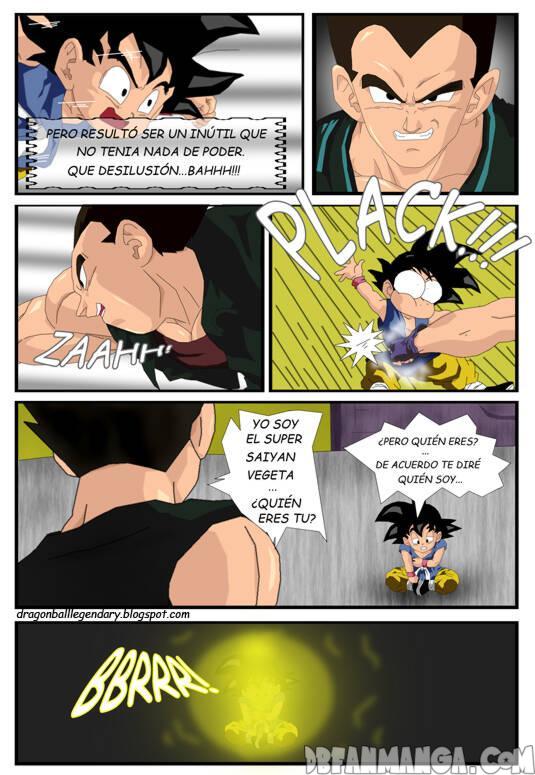 PERO RESULTÓ SER UN INÚTIL QUE
NO TENIA NADA DE PODER.
QUE DESILUSIÓN...BAHHH!!!
PLACK!!!
ZAAHH!
YO SOY
EL SUPER
SAIYAN
VEGETA
...
¿QUIÉN
ERES TU?
¿PERO QUIÉN ERES?
...
DE ACUERDO TE DIRÉ
QUIÉN SOY...
dragonballlegendary.blogspot.com
BBRRR!
DBFANMANGA.COM